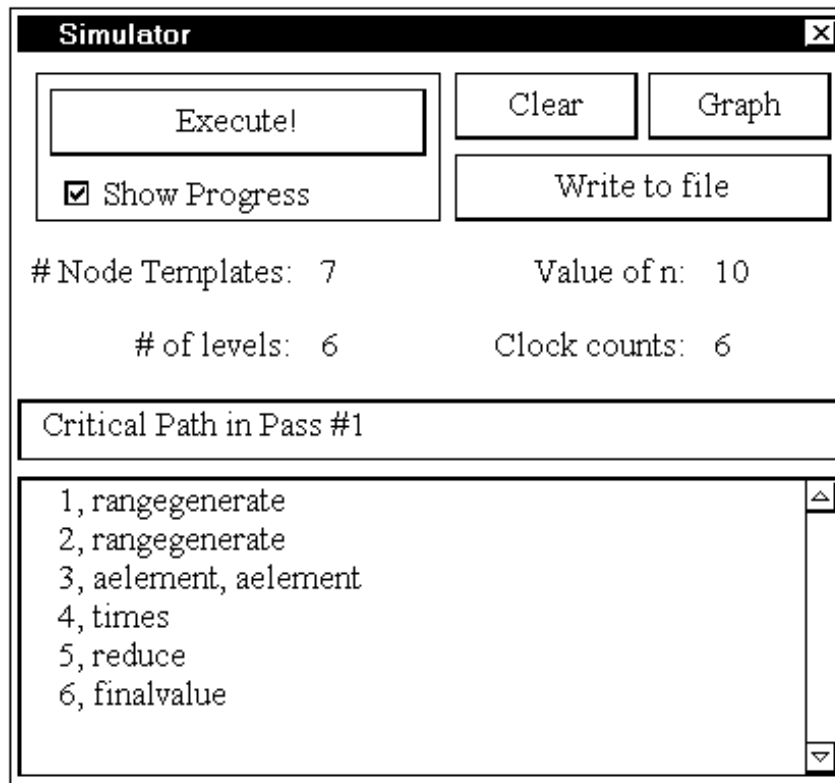 Simulator
Execute!
Clear
Graph
Show Progress
Write to file
# Node Templates: 7
Value of n: 10
# of levels: 6
Clock counts: 6
Critical Path in Pass #1
1, rangegenerate
2, rangegenerate
3, aelement, aelement
4, times
5, reduce
6, finalvalue